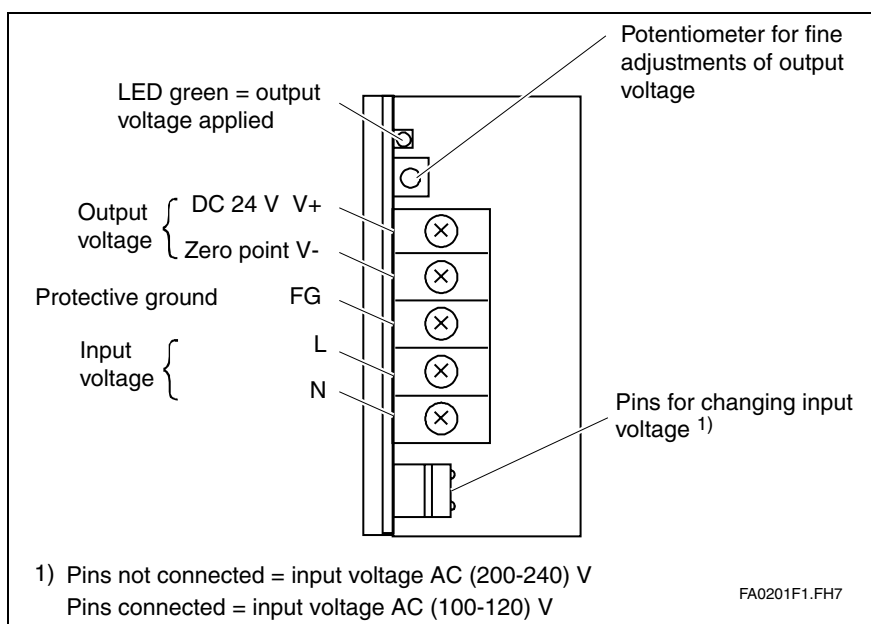 Potentiometer for fine
adjustments of output
voltage
LED green = output
voltage applied
Output
voltage
DC 24 V V+
Zero point V-
Protective ground FG
Input
voltage
L
N
Pins for changing input
voltage 1)
1) Pins not connected = input voltage AC (200-240) V
Pins connected = input voltage AC (100-120) V
FA0201F1.FH7